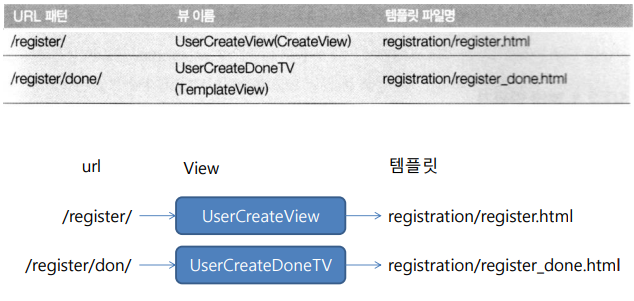 URL 패턴 뷰 이름 템플릿 파일명
/register/ UserCreateView(CreateView) registration/register.html
/register/done/ UserCreateDoneTV (TemplateView) registration/register_done.html
url View 템플릿
/register/ UserCreateView registration/register.html
/register/don/ UserCreateDoneTV registration/register_done.html